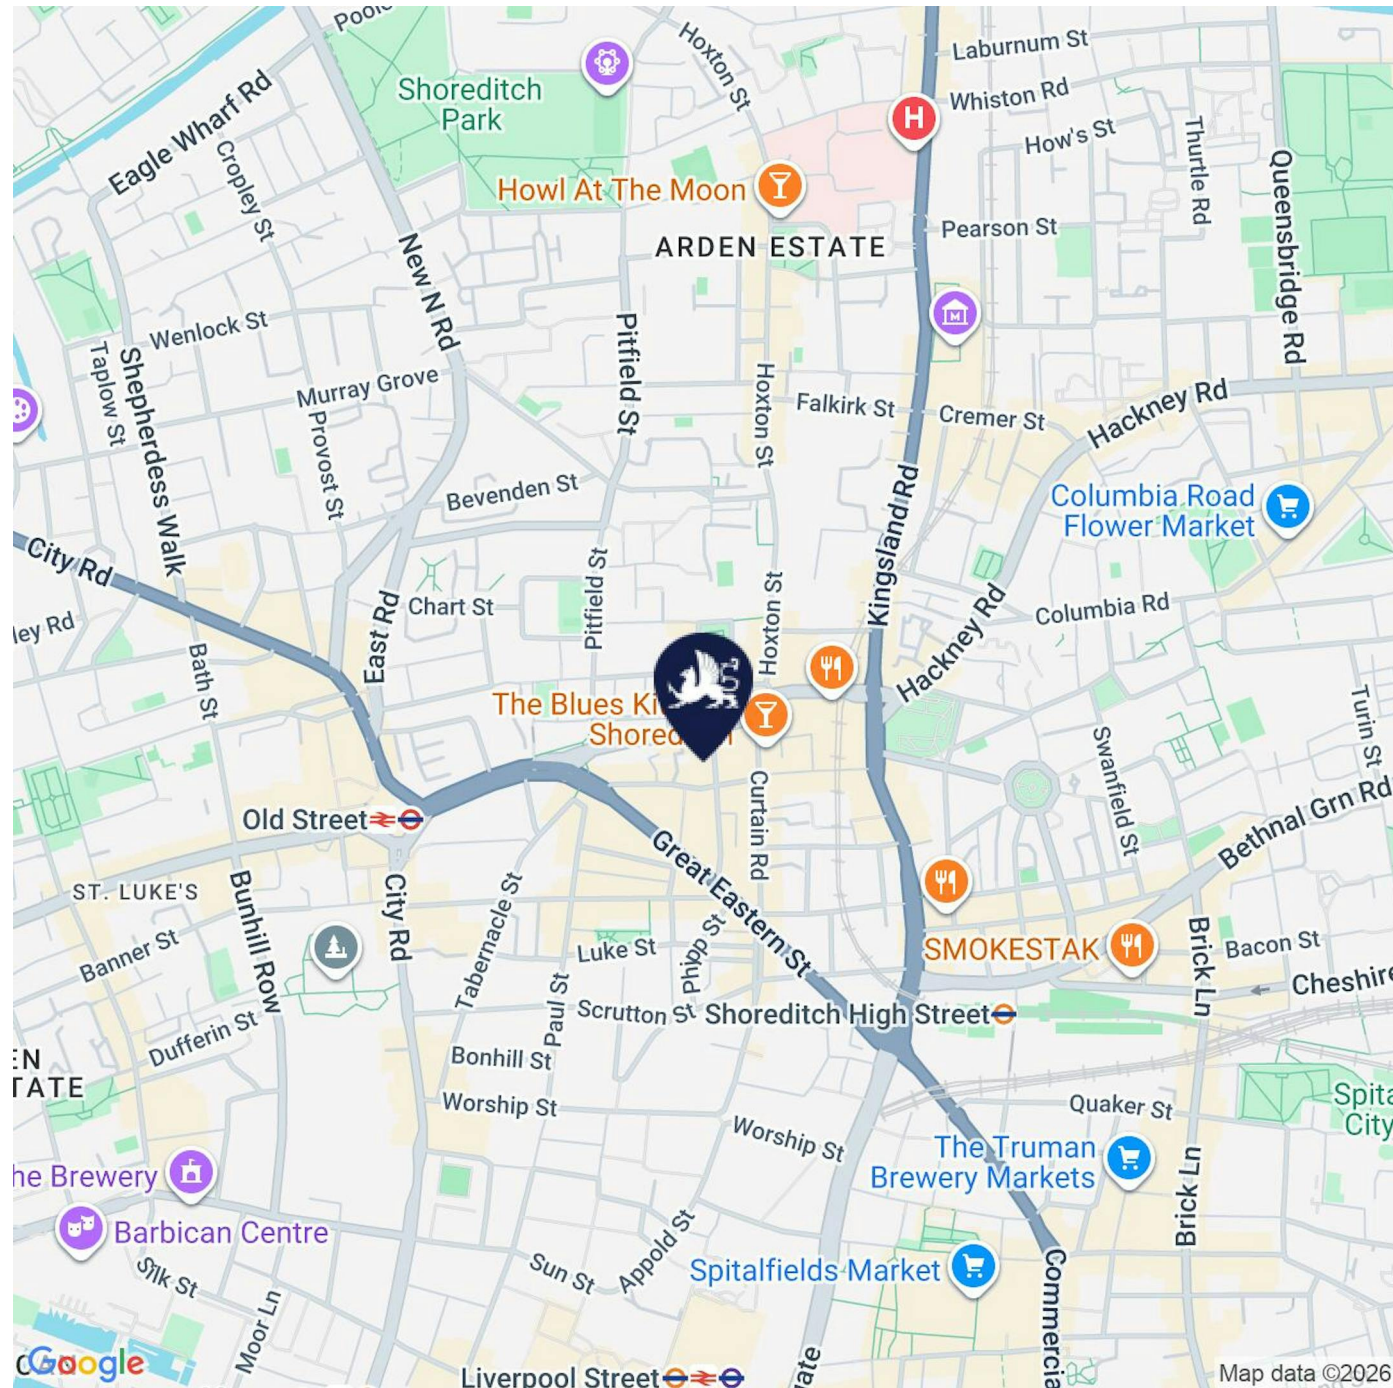 Poole
Laburnum St
Hoxton St
Shoreditch
Park
Eagle Wharf Rd
Whiston Rd
How's St
Thurtle Rd
Cropley St
Howl At The Moon
Queensbridge Rd
Pearson St
ARDEN ESTATE
New N Rd
Wenlock St
Pitfield St
Taplow St
Shepherdess Walk
Murray Grove
Hoxton St
Falkirk St
Cremer St
Hackney Rd
Provost St
Bevenden St
Kingsland Rd
Columbia Road
Flower Market
City Rd
Pitfield St
Hoxton St
Chart St
East Rd
Columbia Rd
ley Rd
Hackney Rd
Bath St
The Blues Ki
Shoreditch
Turin St
Swanfield St
Curtain Rd
Old Street
Bethnal Grn Rd
Great Eastern St
ST. LUKE'S
Bunhill Row
City Rd
Tabernacle St
Banner St
Luke St
Phipp St
SMOKESTAK
Brick Ln
Bacon St
Cheshire
Paul St
Scrutton St
Shoreditch High Street
Dufferin St
EN
TATE
Bonhill St
Worship St
Worship St
Quaker St
Spita
City
The Truman
Brewery Markets
he Brewery
Brick Ln
Barbican Centre
Appold St
Sun St
Spitalfields Market
Silk St
Moor Ln
Commercia
Google
Liverpool Street
gate
Map data ©2026